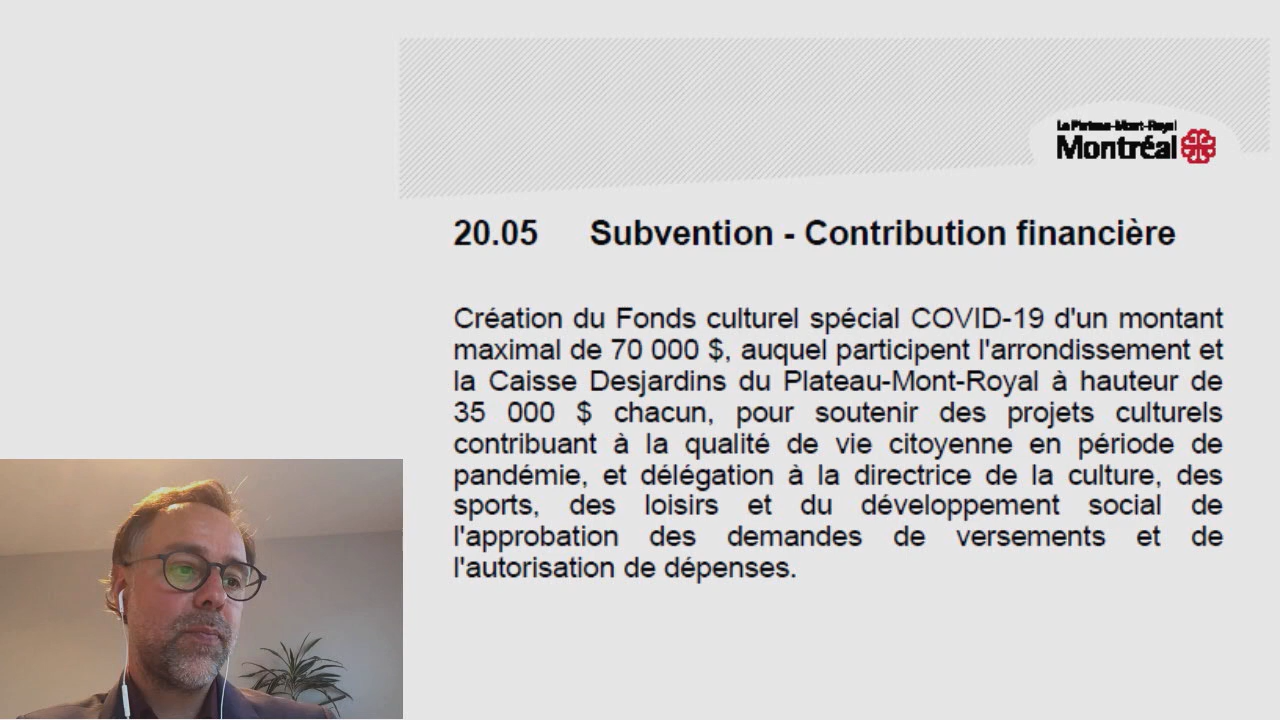 Le Plateau-Mont-Royal
Montréal
20.05 Subvention - Contribution financière
Création du Fonds culturel spécial COVID-19 d'un montant
maximal de 70 000 $, auquel participent l'arrondissement et
la Caisse Desjardins du Plateau-Mont-Royal à hauteur de
35 000 $ chacun, pour soutenir des projets culturels
contribuant à la qualité de vie citoyenne en période de
pandémie, et délégation à la directrice de la culture, des
sports, des loisirs et du développement social de
l'approbation des demandes de versements et de
l'autorisation de dépenses.